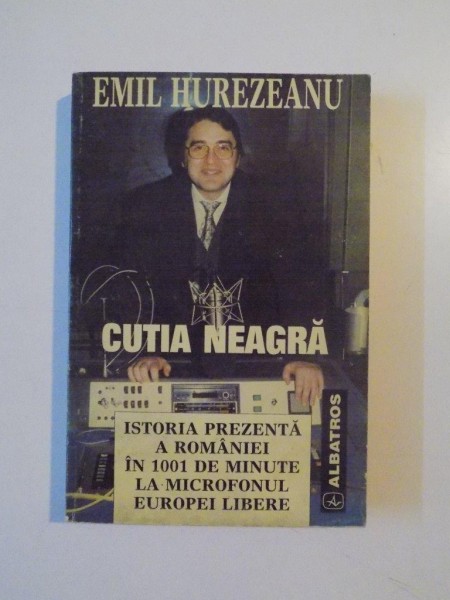 EMIL HUREZEANU
CUTIA NEAGRĂ
ISTORIA PREZENTĂ
A ROMÂNIEI
ÎN 1001 DE MINUTE
LA MICROFONUL
EUROPEI LIBERE
ALBATROS